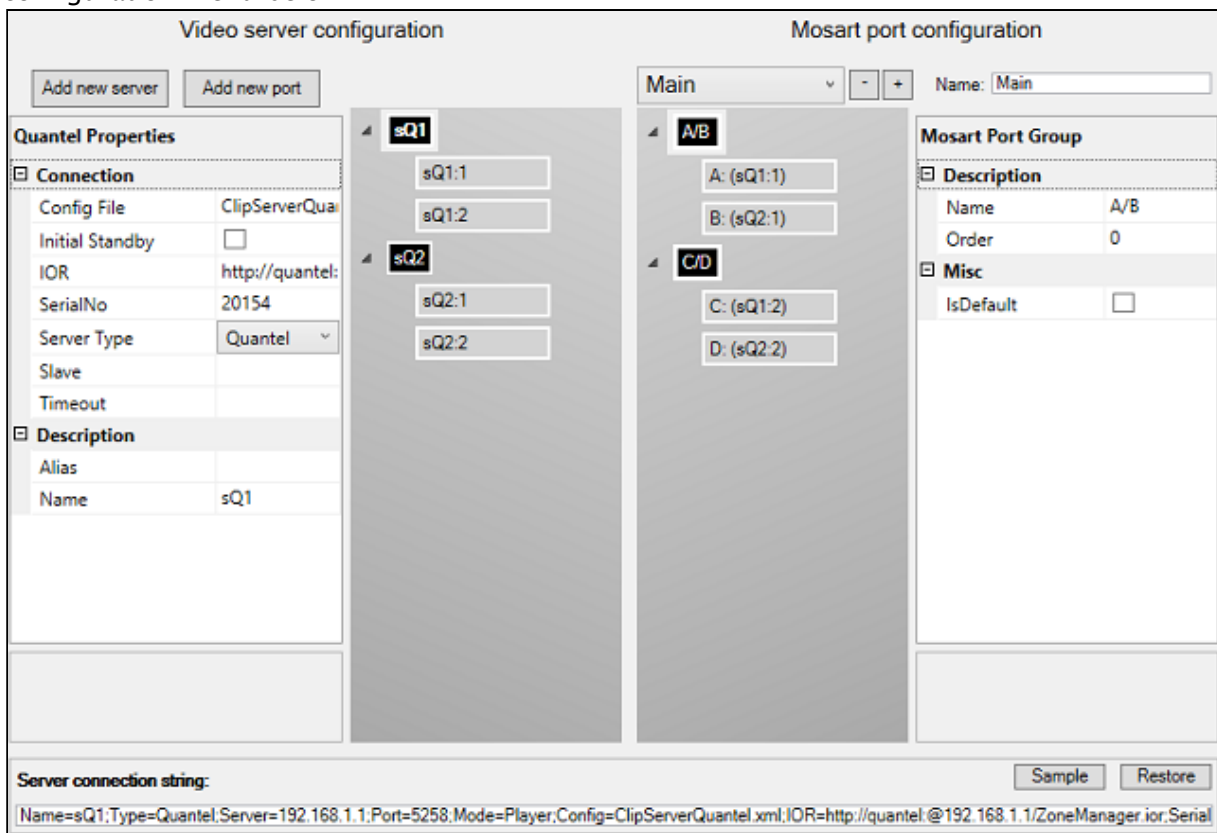 Video server configuration
Mosart port configuration
Add new server
Add new port
Main
-
+
Name: Main
Quantel Properties
Connection
Config File ClipServerQua
Initial Standby
IOR http://quantel:
SerialNo 20154
Server Type Quantel
Slave
Timeout
Description
Alias
Name sQ1
sQ1
sQ1:1
sQ1:2
sQ2
sQ2:1
sQ2:2
A/B
A: (sQ1:1)
B: (sQ2:1)
C/D
C: (sQ1:2)
D: (sQ2:2)
Mosart Port Group
Description
Name A/B
Order 0
Misc
IsDefault
Server connection string:
Sample
Restore
Name=sQ1;Type=Quantel;Server=192.168.1.1;Port=5258;Mode=Player;Config=ClipServerQuantel.xml;IOR=http://quantel:@192.168.1.1/ZoneManager.ior;Serial